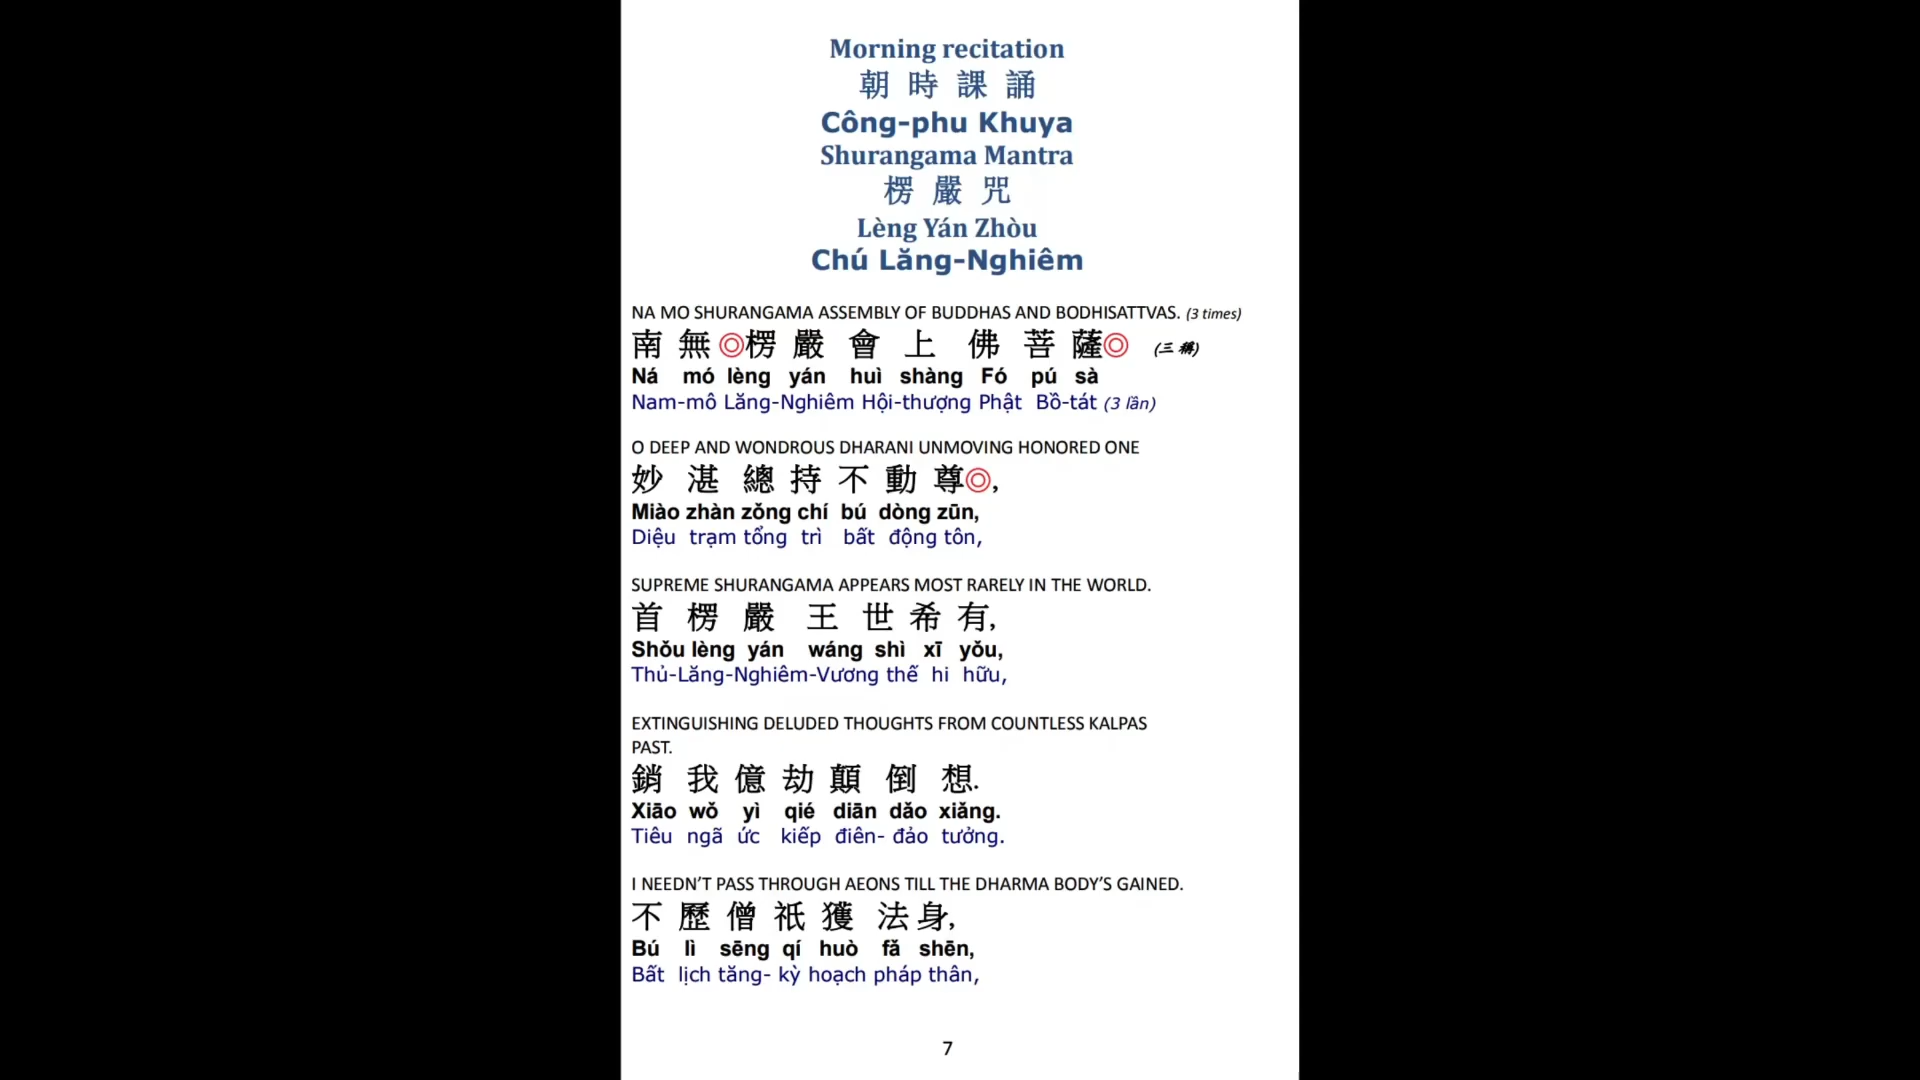 Morning recitation
朝 時 課 誦
Công-phu Khuya
Shurangama Mantra
楞 嚴 咒
Lèng Yán Zhòu
Chú Lăng-Nghiêm
NA MO SHURANGAMA ASSEMBLY OF BUDDHAS AND BODHISATTVAS. (3 times)
南 無 ◎楞 嚴 會 上 佛 菩 薩◎ (三 稱)
Ná mó lèng yán huì shàng Fó pú sà
Nam-mô Lăng-Nghiêm Hội-thượng Phật Bồ-tát (3 lần)
O DEEP AND WONDROUS DHARANI UNMOVING HONORED ONE
妙 湛 總 持 不 動 尊◎,
Miào zhàn zǒng chí bú dòng zūn,
Diệu trạm tổng trì bất động tôn,
SUPREME SHURANGAMA APPEARS MOST RARELY IN THE WORLD.
首 楞 嚴 王 世 希 有,
Shǒu lèng yán wáng shì xī yǒu,
Thủ-Lăng-Nghiêm-Vương thế hi hữu,
EXTINGUISHING DELUDED THOUGHTS FROM COUNTLESS KALPAS
PAST.
銷 我 億 劫 顛 倒 想.
Xiāo wǒ yì qié diān dǎo xiǎng.
Tiêu ngã ức kiếp điên- đảo tưởng.
I NEEDN’T PASS THROUGH AEONS TILL THE DHARMA BODY’S GAINED.
不 歷 僧 祇 獲 法 身,
Bú lì sēng qí huò fǎ shēn,
Bất lịch tăng- kỳ hoạch pháp thân,
7